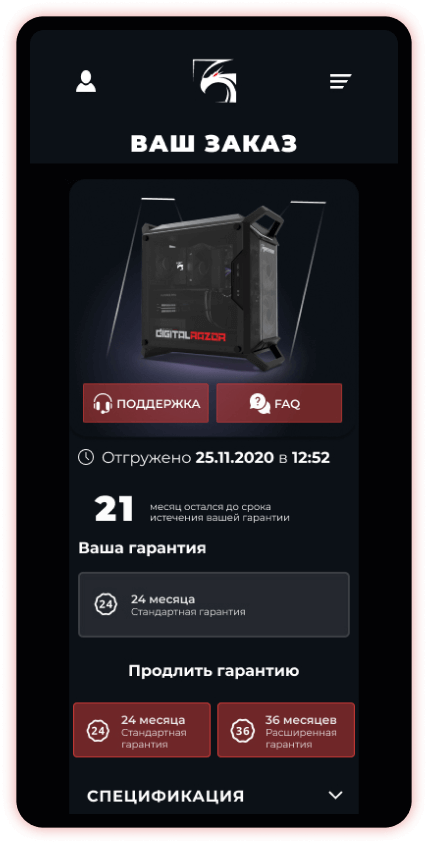 ВАШ ЗАКАЗ
DIGITALRAZOR
ПОДДЕРЖКА
? FAQ
Отгружено 25.11.2020 в 12:52
21 месяц остался до срока
истечения вашей гарантии
Ваша гарантия
24 24 месяца
Стандартная гарантия
Продлить гарантию
24 24 месяца
Стандартная
гарантия
36 36 месяцев
Расширенная
гарантия
СПЕЦИФИКАЦИЯ